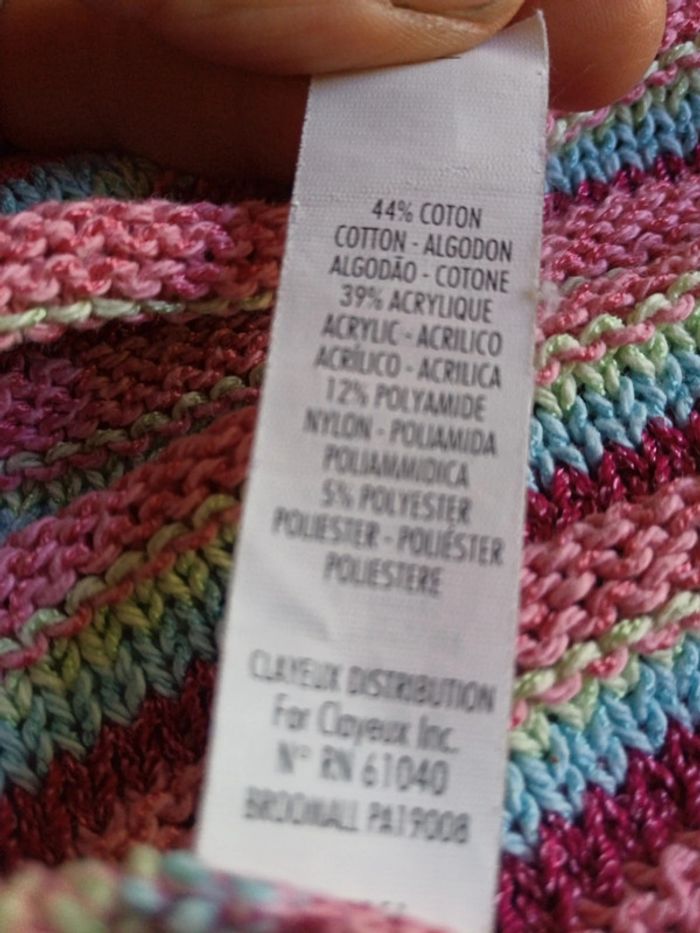 44% COTON
COTTON - ALGODON
ALGODÃO - COTONE
39% ACRYLIQUE
ACRYLIC - ACRILICO
ACRÍLICO - ACRILICA
12% POLYAMIDE
NYLON - POLIAMIDA
POLIAMMIDICA
5% POLYESTER
POLIESTER - POLIÉSTER
POLIESTERE
CLAYEUX DISTRIBUTION
For Clayeux Inc.
N° RN 61040
BROOMALL PA19008